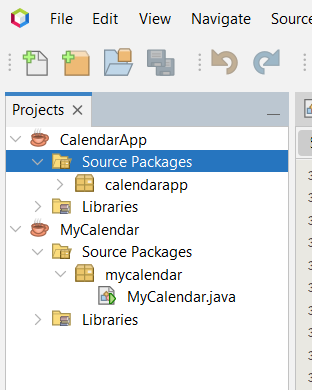 File Edit View Navigate Source
Projects
CalendarApp
Source Packages
calendarapp
Libraries
MyCalendar
Source Packages
mycalendar
MyCalendar.java
Libraries